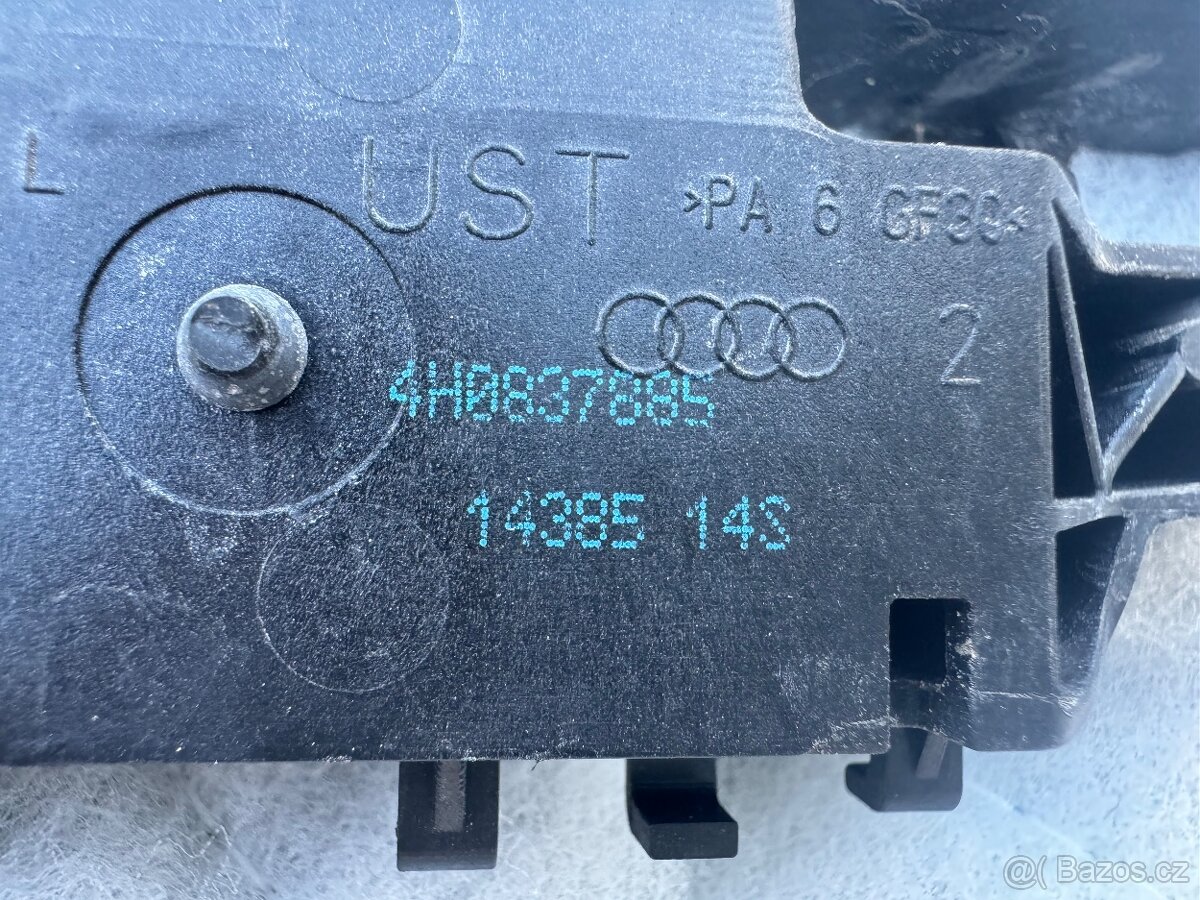 L
UST
>PA 6 GF30<
2
4H0837885
14385 14S
@( Bazos.cz